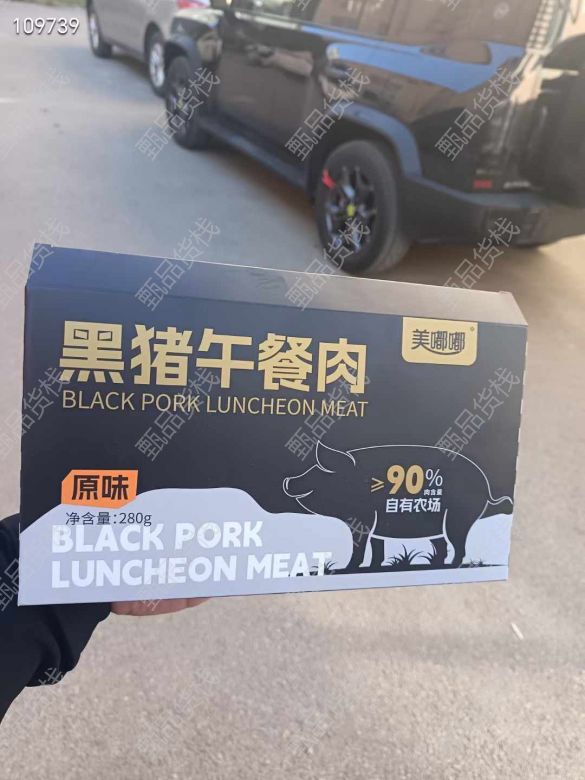 109739
美嘟嘟
黑猪午餐肉
BLACK PORK LUNCHEON MEAT
≥90%
肉含量
自有农场
原味
净含量:280g
BLACK PORK
LUNCHEON MEAT
甄品货栈